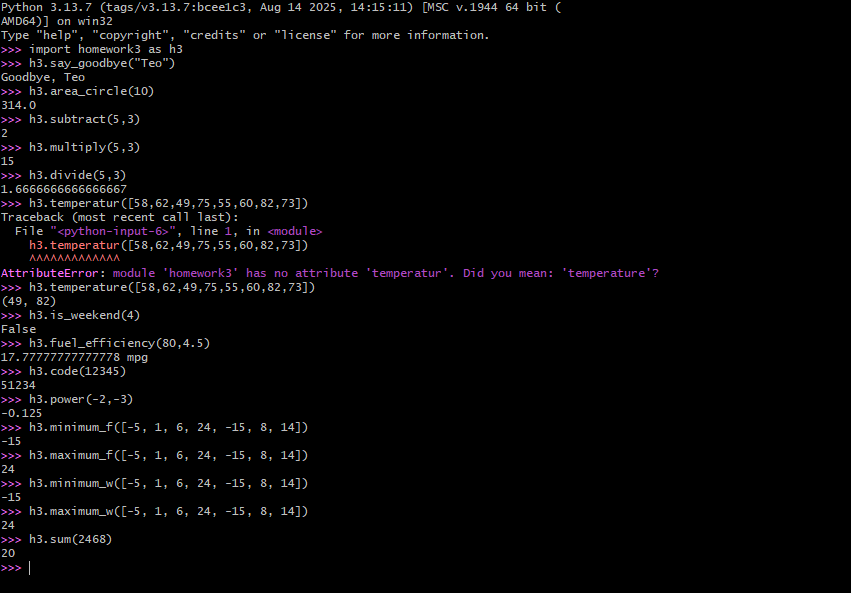 Python 3.13.7 (tags/v3.13.7:bcee1c3, Aug 14 2025, 14:15:11) [MSC v.1944 64 bit (
AMD64)] on win32
Type "help", "copyright", "credits" or "license" for more information.
>>> import homework3 as h3
>>> h3.say_goodbye("Teo")
Goodbye, Teo
>>> h3.area_circle(10)
314.0
>>> h3.subtract(5,3)
2
>>> h3.multiply(5,3)
15
>>> h3.divide(5,3)
1.6666666666666667
>>> h3.temperatur([58,62,49,75,55,60,82,73])
Traceback (most recent call last):
  File "<python-input-6>", line 1, in <module>
    h3.temperatur([58,62,49,75,55,60,82,73])
    ^^^^^^^^^^^^^
AttributeError: module 'homework3' has no attribute 'temperatur'. Did you mean: 'temperature'?
>>> h3.temperature([58,62,49,75,55,60,82,73])
(49, 82)
>>> h3.is_weekend(4)
False
>>> h3.fuel_efficiency(80,4.5)
17.77777777777778 mpg
>>> h3.code(12345)
51234
>>> h3.power(-2,-3)
-0.125
>>> h3.minimum_f([-5, 1, 6, 24, -15, 8, 14])
-15
>>> h3.maximum_f([-5, 1, 6, 24, -15, 8, 14])
24
>>> h3.minimum_w([-5, 1, 6, 24, -15, 8, 14])
-15
>>> h3.maximum_w([-5, 1, 6, 24, -15, 8, 14])
24
>>> h3.sum(2468)
20
>>>